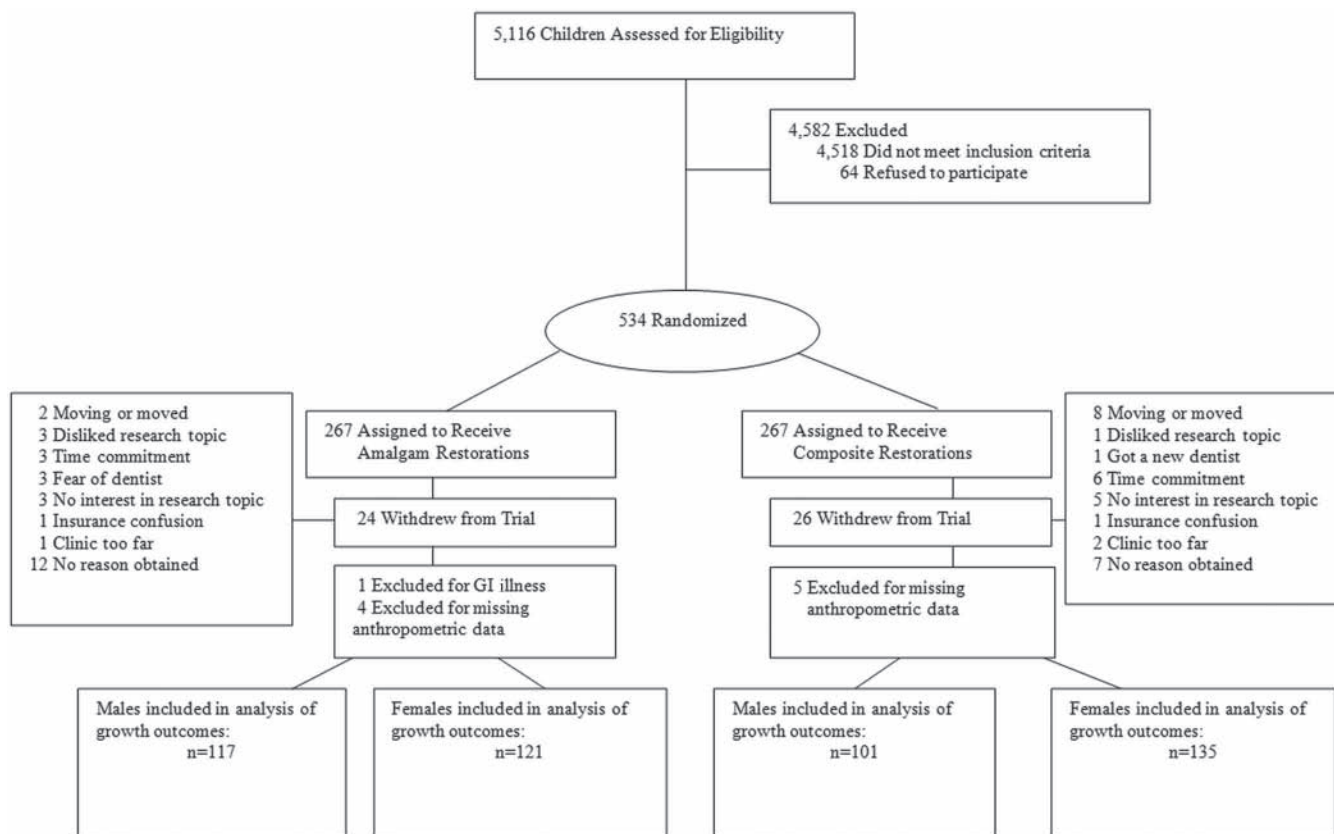 5,116 Children Assessed for Eligibility
4,582 Excluded
4,518 Did not meet inclusion criteria
64 Refused to participate
534 Randomized
2 Moving or moved
3 Disliked research topic
3 Time commitment
3 Fear of dentist
3 No interest in research topic
1 Insurance confusion
1 Clinic too far
12 No reason obtained
267 Assigned to Receive
Amalgam Restorations
267 Assigned to Receive
Composite Restorations
8 Moving or moved
1 Disliked research topic
1 Got a new dentist
6 Time commitment
5 No interest in research topic
1 Insurance confusion
2 Clinic too far
7 No reason obtained
24 Withdrew from Trial
26 Withdrew from Trial
1 Excluded for GI illness
4 Excluded for missing
anthropometric data
5 Excluded for missing
anthropometric data
Males included in analysis of
growth outcomes:
n=117
Females included in analysis of
growth outcomes:
n=121
Males included in analysis of
growth outcomes:
n=101
Females included in analysis of
growth outcomes:
n=135